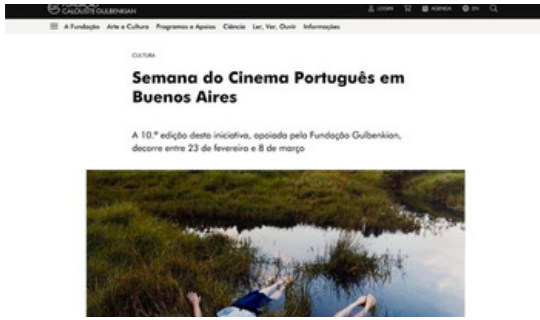 FUNDAÇÃO
CALOUSTE GULBENKIAN
LOGIN AGENDA EN
A Fundação Arte e Cultura Programas e Apoios Ciência Ler, Ver, Ouvir Informações
CULTURA
Semana do Cinema Português em
Buenos Aires
A 10.ª edição desta iniciativa, apoiada pela Fundação Gulbenkian,
decorre entre 23 de fevereiro e 8 de março